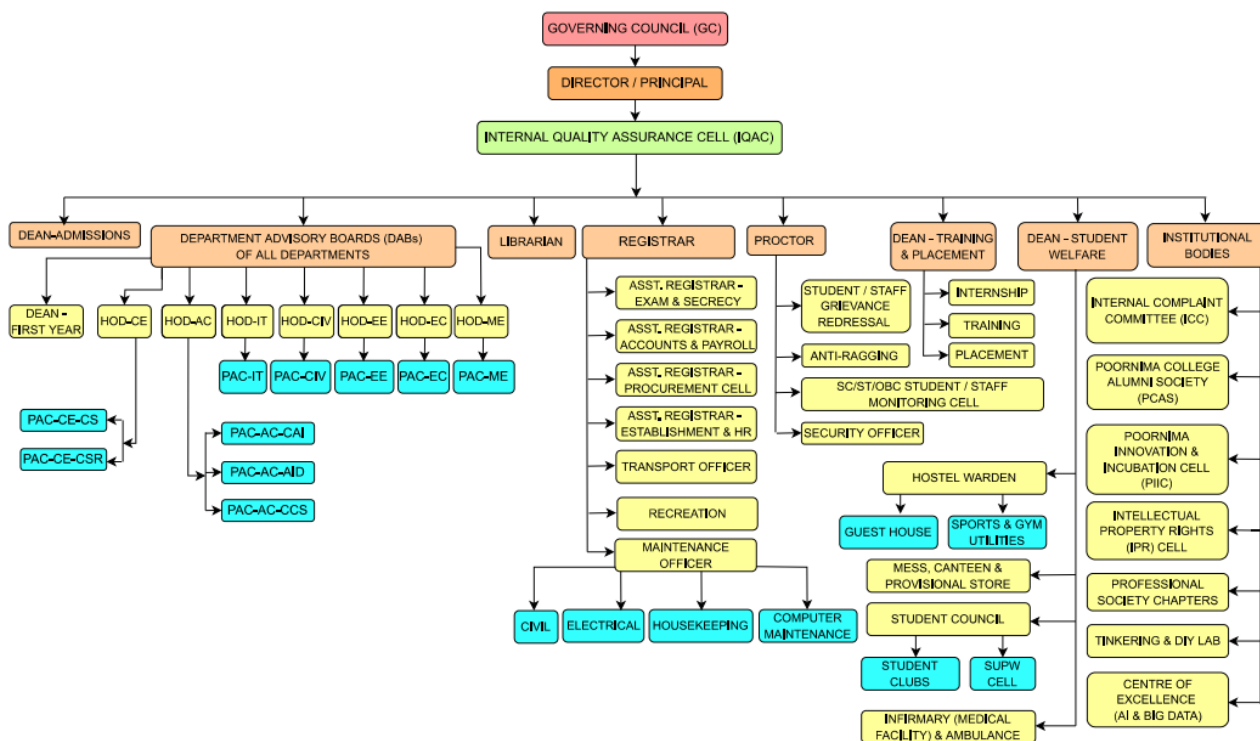 GOVERNING COUNCIL (GC)
DIRECTOR / PRINCIPAL
INTERNAL QUALITY ASSURANCE CELL (IQAC)
DEAN-ADMISSIONS
DEPARTMENT ADVISORY BOARDS (DABs)
OF ALL DEPARTMENTS
LIBRARIAN
REGISTRAR
PROCTOR
DEAN - TRAINING
& PLACEMENT
DEAN - STUDENT
WELFARE
INSTITUTIONAL
BODIES
DEAN -
FIRST YEAR
HOD-CE
HOD-AC
HOD-IT
HOD-CIV
HOD-EE
HOD-EC
HOD-ME
PAC-IT
PAC-CIV
PAC-EE
PAC-EC
PAC-ME
PAC-CE-CS
PAC-CE-CSR
PAC-AC-CAI
PAC-AC-AID
PAC-AC-CCS
ASST. REGISTRAR -
EXAM & SECRECY
ASST. REGISTRAR -
ACCOUNTS & PAYROLL
ASST. REGISTRAR -
PROCUREMENT CELL
ASST. REGISTRAR -
ESTABLISHMENT & HR
TRANSPORT OFFICER
RECREATION
MAINTENANCE
OFFICER
CIVIL
ELECTRICAL
HOUSEKEEPING
COMPUTER
MAINTENANCE
STUDENT / STAFF
GRIEVANCE
REDRESSAL
ANTI-RAGGING
SC/ST/OBC STUDENT / STAFF
MONITORING CELL
SECURITY OFFICER
INTERNSHIP
TRAINING
PLACEMENT
HOSTEL WARDEN
GUEST HOUSE
SPORTS & GYM
UTILITIES
MESS, CANTEEN &
PROVISIONAL STORE
STUDENT COUNCIL
STUDENT
CLUBS
SUPW
CELL
INFIRMARY (MEDICAL
FACILITY) & AMBULANCE
INTERNAL COMPLAINT
COMMITTEE (ICC)
POORNIMA COLLEGE
ALUMNI SOCIETY
(PCAS)
POORNIMA
INNOVATION &
INCUBATION CELL
(PIIC)
INTELLECTUAL
PROPERTY RIGHTS
(IPR) CELL
PROFESSIONAL
SOCIETY CHAPTERS
TINKERING & DIY LAB
CENTRE OF
EXCELLENCE
(AI & BIG DATA)